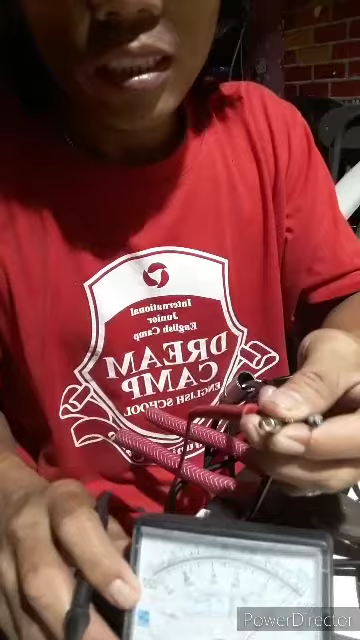 International
Junior
English Camp
DREAM
CAMP
ENGLISH SCHOOL
PowerDirector